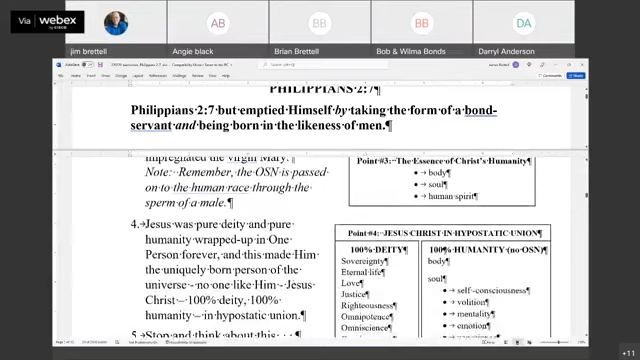 Via webex
by CISCO
AB
BB
BB
DA
jim brettell
Angie black
Brian Brettell
Bob & Wilma Bonds
Darryl Anderson
PHILIPPIANS 2:7¶
Philippians·2:7·but·emptied·Himself·by·taking·the·form·of·a·bond-
servant·and·being·born·in·the·likeness·of·men.¶
impregnated the virgin Mary.¶
Note:·Remember,·the·OSN·is·passed·
on·to·the·human·race·through·the·
sperm·of·a·male.¶
4.→Jesus·was·pure·deity·and·pure·
humanity·wrapped·up·in·One·
Person·forever,·and·this·made·Him·
the·uniquely·born·person·of·the·
universe·-·no·one·like·Him·-·Jesus·
Christ·-·100%·deity,·100%·
humanity·-·in·hypostatic·union.¶
5.→Stop·and·think·about·this·.·.·.¶
Point·#3:··The·Essence·of·Christ's·Humanity¶
•→body¶
•→soul¶
•→human·spirit¶
Point·#4:··JESUS·CHRIST·IN·HYPOSTATIC·UNION¶
100%·DEITY¶
Sovereignty¶
Eternal·life¶
Love¶
Justice¶
Righteousness¶
Omnipotence¶
Omniscience¶
100%·HUMANITY·(no·OSN)¶
body¶
soul¶
•→self-consciousness¶
•→volition¶
•→mentality¶
•→emotion¶
+11